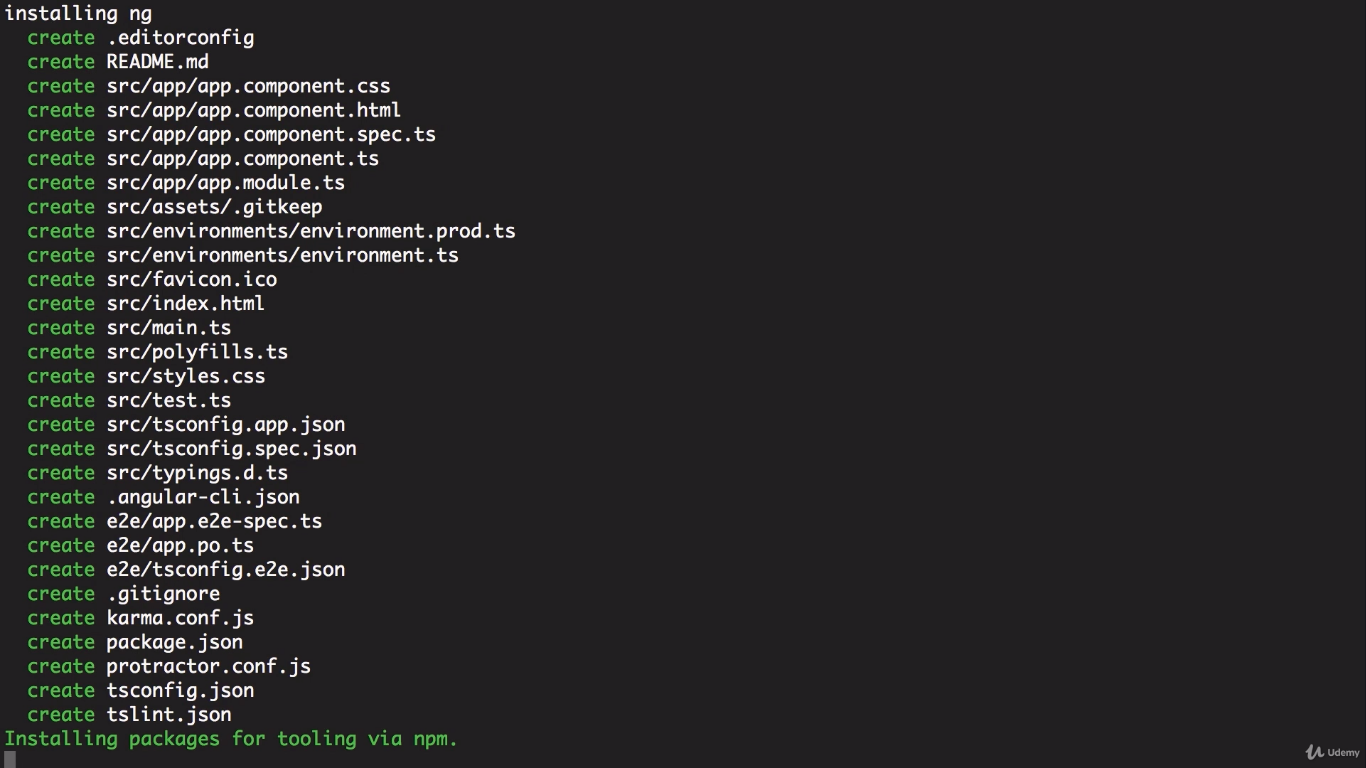 installing ng
create .editorconfig
create README.md
create src/app/app.component.css
create src/app/app.component.html
create src/app/app.component.spec.ts
create src/app/app.component.ts
create src/app/app.module.ts
create src/assets/.gitkeep
create src/environments/environment.prod.ts
create src/environments/environment.ts
create src/favicon.ico
create src/index.html
create src/main.ts
create src/polyfills.ts
create src/styles.css
create src/test.ts
create src/tsconfig.app.json
create src/tsconfig.spec.json
create src/typings.d.ts
create .angular-cli.json
create e2e/app.e2e-spec.ts
create e2e/app.po.ts
create e2e/tsconfig.e2e.json
create .gitignore
create karma.conf.js
create package.json
create protractor.conf.js
create tsconfig.json
create tslint.json
Installing packages for tooling via npm.
Udemy